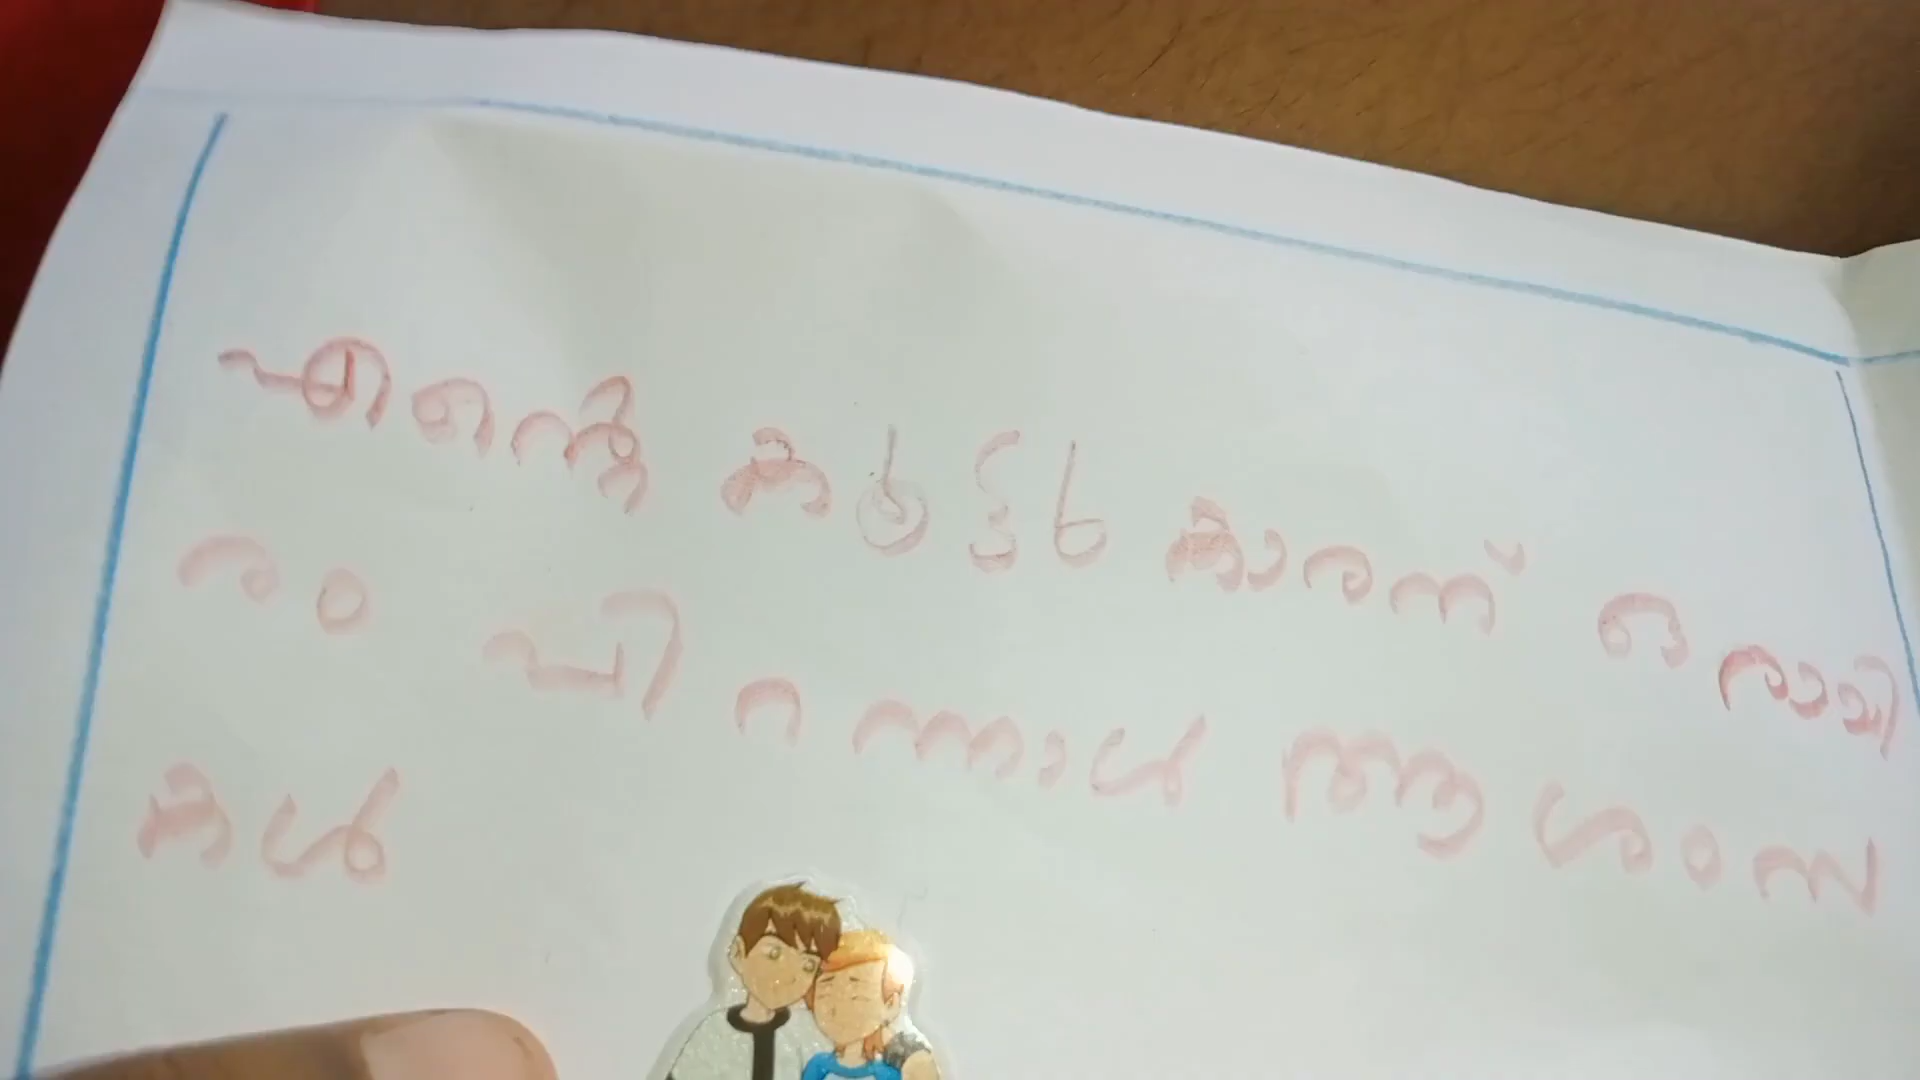 എന്റെ കൂട്ടുകാരന് ഒരായി
രം പിറന്നാൾ ആശംസ
കൾ